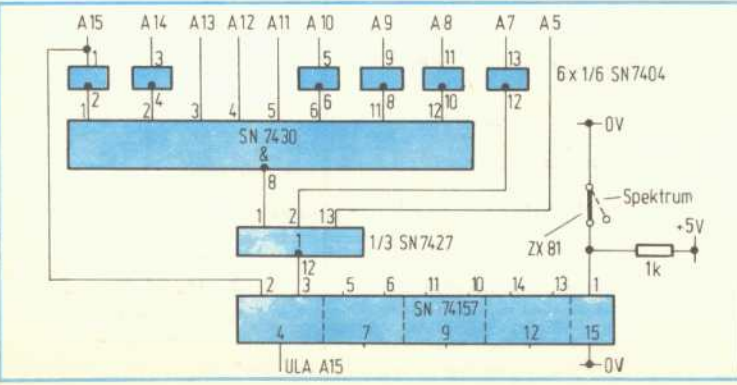 A15 A14 A13 A12 A11 A10 A9 A8 A7 A5
1 3 5 9 11 13 6 x 1/6 SN7404
2 4 6 8 10 12
1 2 3 4 5 6 11 12
SN 7430
&
8
0V
Spektrum
1 2 13
1 1/3 SN7427
12
ZX 81
+5V
1k
2 3 5 6 11 10 14 13 1
SN 74157
4 7 9 12 15
ULA A15
0V